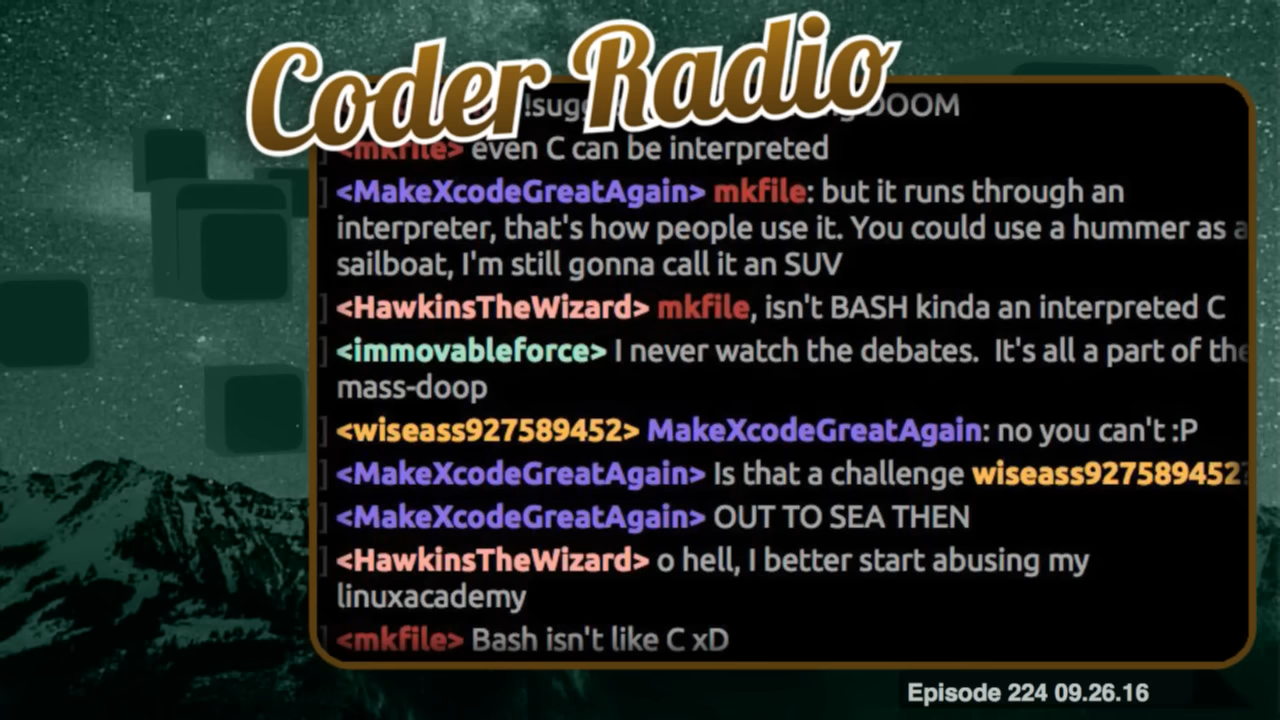 Coder Radio
!sugg DOOM
<mkfile> even C can be interpreted
<MakeXcodeGreatAgain> mkfile: but it runs through an
interpreter, that's how people use it. You could use a hummer as a
sailboat, I'm still gonna call it an SUV
<HawkinsTheWizard> mkfile, isn't BASH kinda an interpreted C
<immovableforce> I never watch the debates.  It's all a part of the
mass-doop
<wiseass927589452> MakeXcodeGreatAgain: no you can't :P
<MakeXcodeGreatAgain> Is that a challenge wiseass927589452?
<MakeXcodeGreatAgain> OUT TO SEA THEN
<HawkinsTheWizard> o hell, I better start abusing my
linuxacademy
<mkfile> Bash isn't like C xD
Episode 224 09.26.16